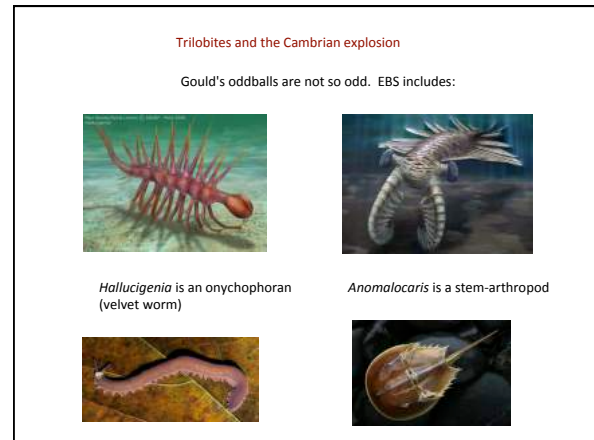 Trilobites and the Cambrian explosion
Gould's oddballs are not so odd. EBS includes:
Hallucigenia is an onychophoran
(velvet worm)
Anomalocaris is a stem-arthropod